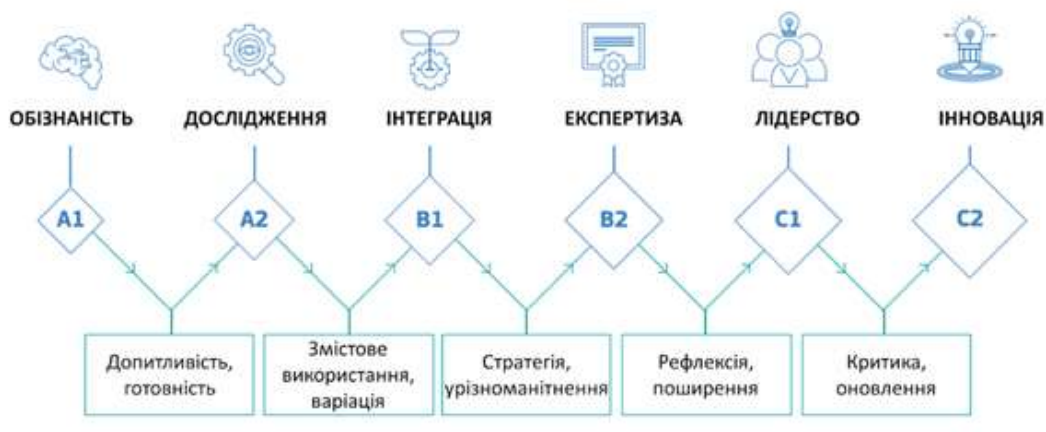 ОБІЗНАНІСТЬ
ДОСЛІДЖЕННЯ
ІНТЕГРАЦІЯ
ЕКСПЕРТИЗА
ЛІДЕРСТВО
ІННОВАЦІЯ
A1
A2
B1
B2
C1
C2
Допитливість,
готовність
Змістове
використання,
варіація
Стратегія,
урізноманітнення
Рефлексія,
поширення
Критика,
оновлення